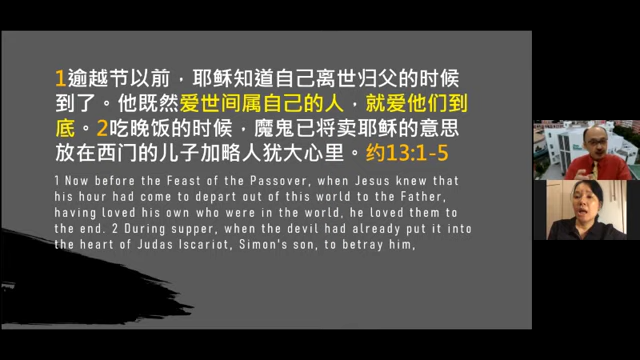 1逾越节以前，耶稣知道自己离世归父的时候
到了。他既然爱世间属自己的人，就爱他们到
底。2吃晚饭的时候，魔鬼已将卖耶稣的意思
放在西门的儿子加略人犹大心里。约13:1-5
1 Now before the Feast of the Passover, when Jesus knew that
his hour had come to depart out of this world to the Father,
having loved his own who were in the world, he loved them to
the end. 2 During supper, when the devil had already put it into
the heart of Judas Iscariot, Simon's son, to betray him,